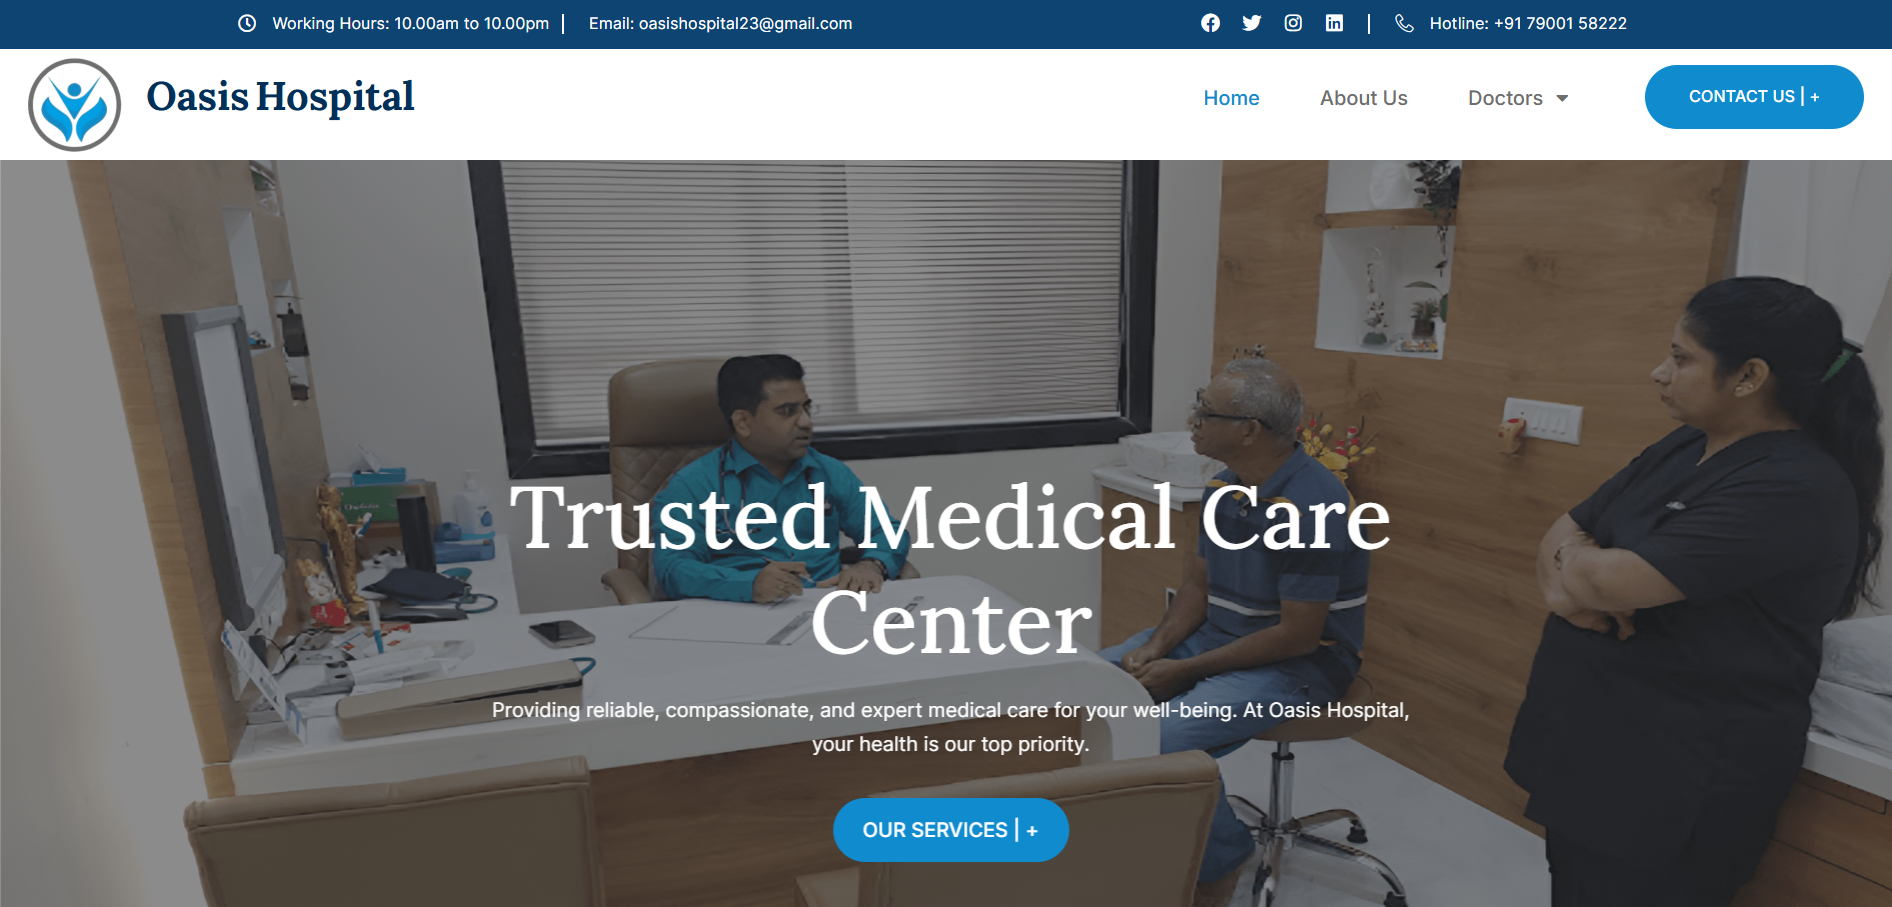 Working Hours: 10.00am to 10.00pm
Email: oasishospital23@gmail.com
Hotline: +91 79001 58222
Oasis Hospital
Home
About Us
Doctors
CONTACT US | +
Trusted Medical Care
Center
Providing reliable, compassionate, and expert medical care for your well-being. At Oasis Hospital,
your health is our top priority.
OUR SERVICES | +